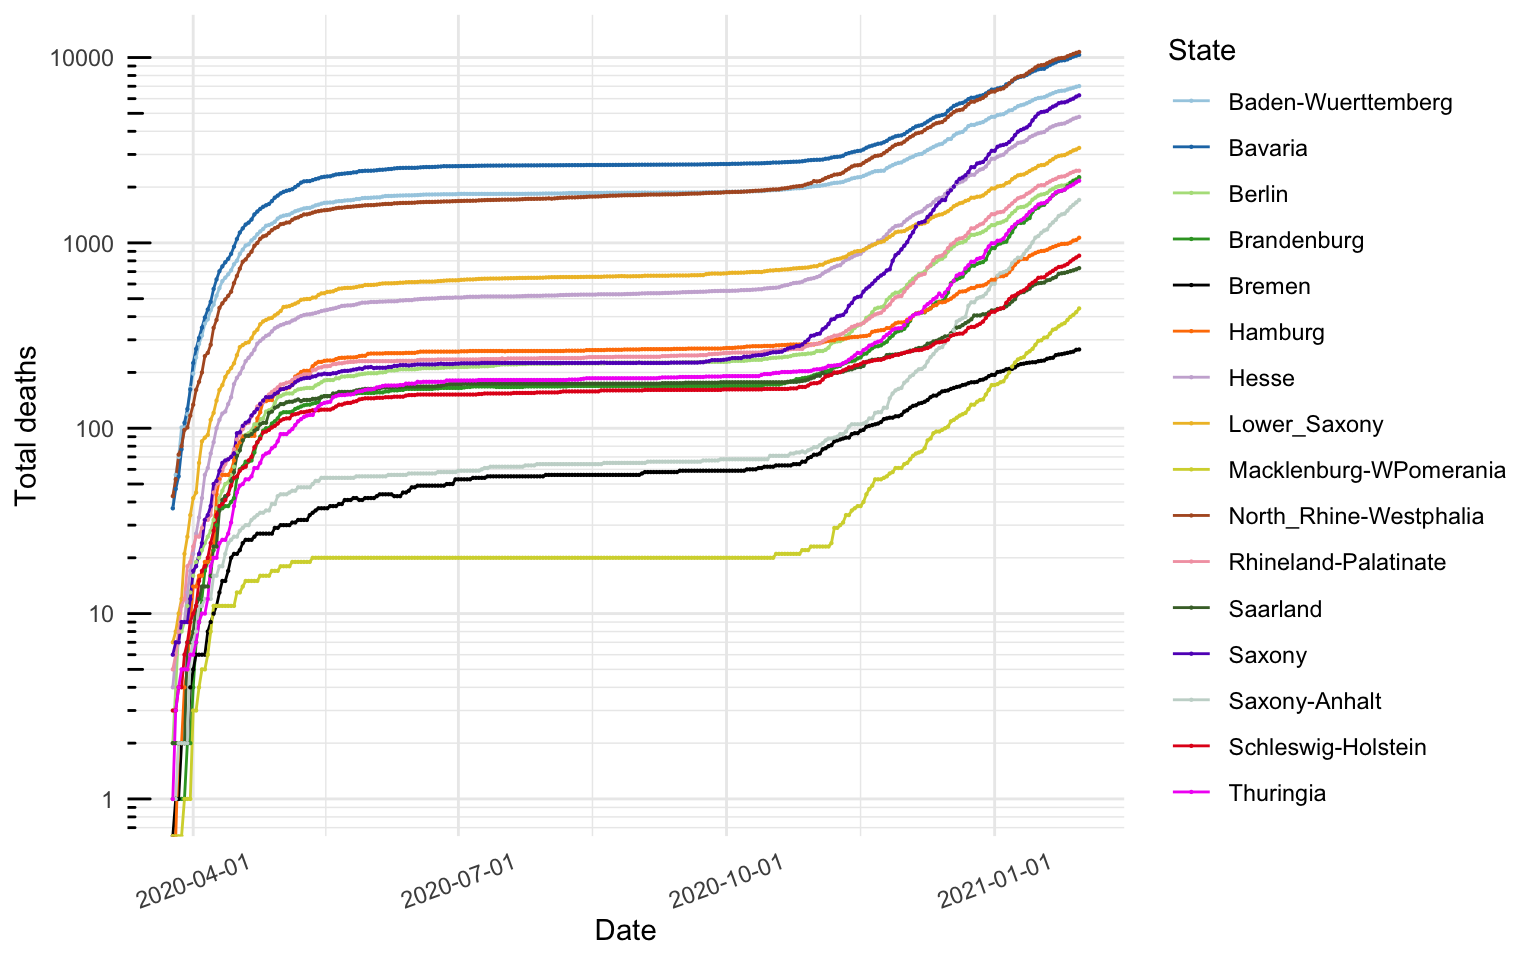 Total deaths
10000
1000
100
10
1
2020-04-01
2020-07-01
2020-10-01
2021-01-01
Date
State
Baden-Wuerttemberg
Bavaria
Berlin
Brandenburg
Bremen
Hamburg
Hesse
Lower_Saxony
Macklenburg-WPomerania
North_Rhine-Westphalia
Rhineland-Palatinate
Saarland
Saxony
Saxony-Anhalt
Schleswig-Holstein
Thuringia